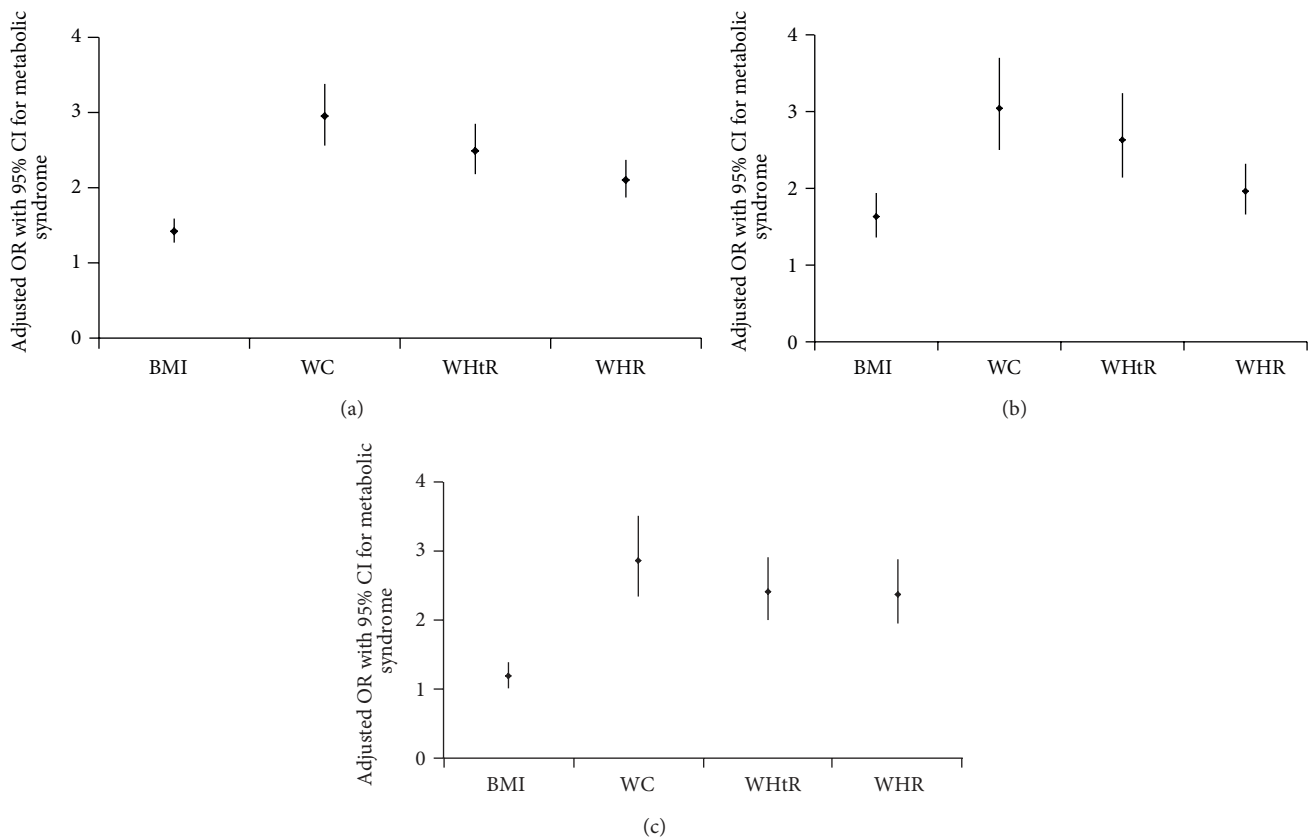 Adjusted OR with 95% CI for metabolic
syndrome
4
3
2
1
0
BMI WC WHtR WHR
(a)
Adjusted OR with 95% CI for metabolic
syndrome
4
3
2
1
0
BMI WC WHtR WHR
(b)
Adjusted OR with 95% CI for metabolic
syndrome
4
3
2
1
0
BMI WC WHtR WHR
(c)